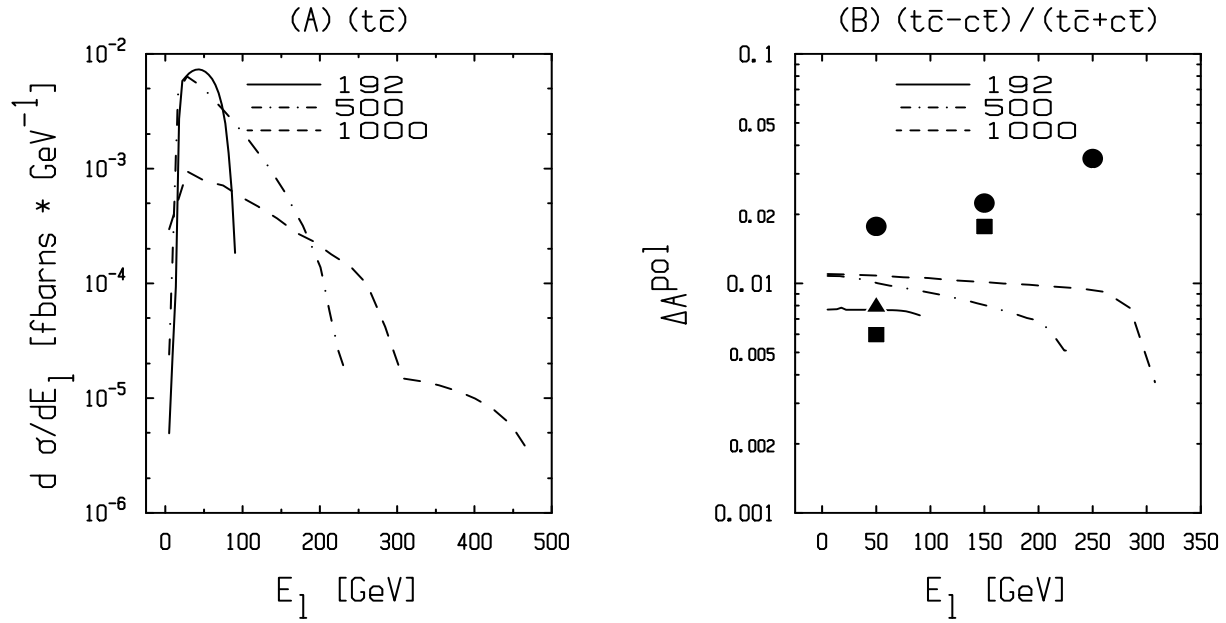 (A) (tc̄)
10⁻²
10⁻³
10⁻⁴
10⁻⁵
10⁻⁶
d σ/dE_l [fbarns * GeV⁻¹]
192
500
1000
0 100 200 300 400 500
E_l [GeV]
(B) (tc̄-ct̄)/(tc̄+ct̄)
0.1
0.05
0.02
0.01
0.005
0.002
0.001
ΔA^pol
192
500
1000
0 50 100 150 200 250 300 350
E_l [GeV]